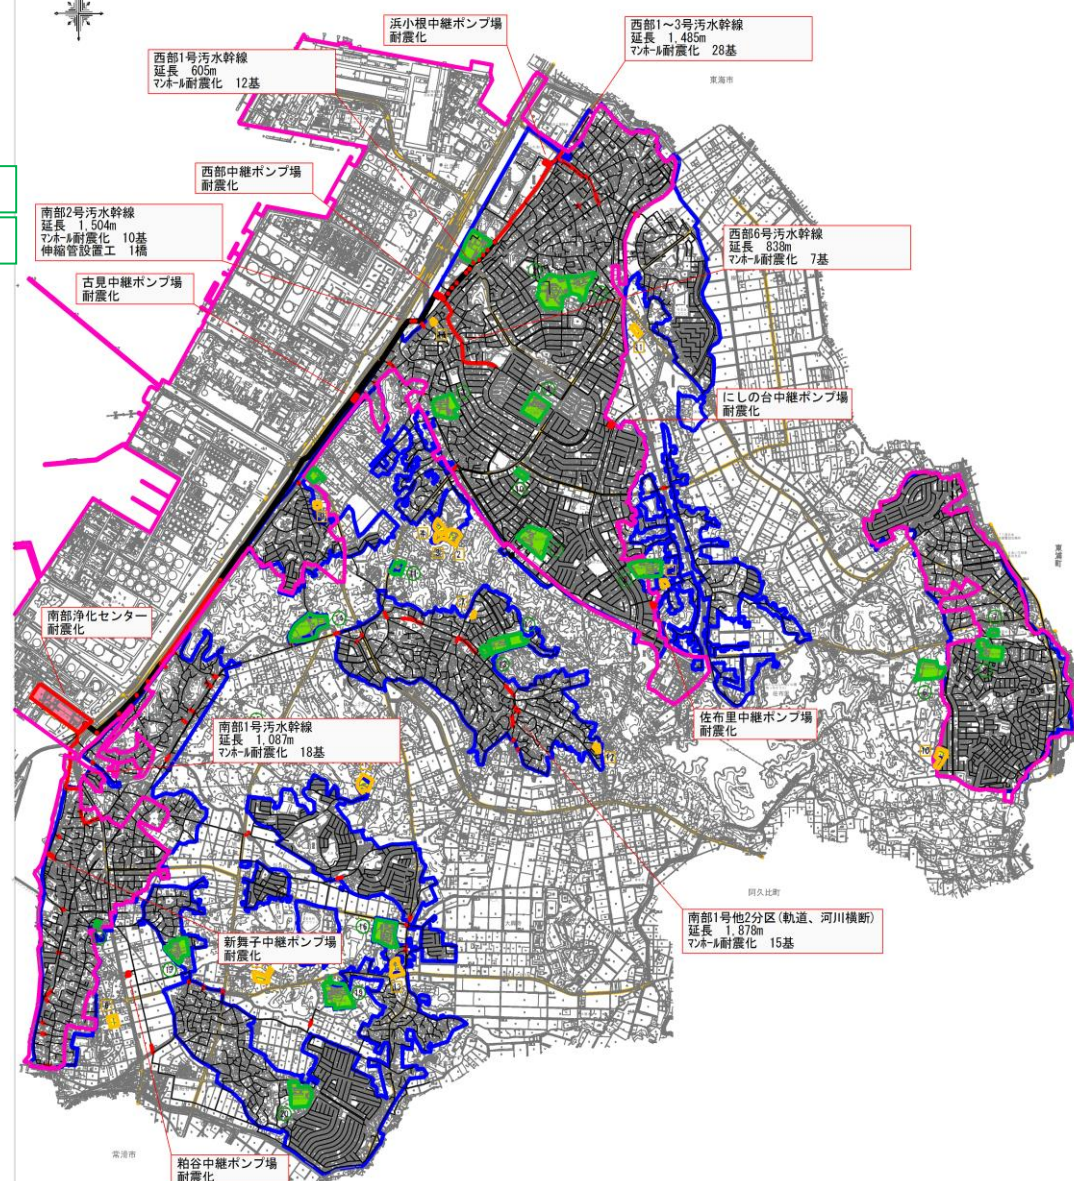 浜小根中継ポンプ場
耐震化
西部1~3号汚水幹線
延長 1,485m
マンホール耐震化 28基
西部1号汚水幹線
延長 605m
マンホール耐震化 12基
東海市
西部中継ポンプ場
耐震化
南部2号汚水幹線
延長 1,504m
マンホール耐震化 10基
伸縮管設置工 1橋
西部6号汚水幹線
延長 838m
マンホール耐震化 7基
古見中継ポンプ場
耐震化
にしの台中継ポンプ場
耐震化
東浦町
南部浄化センター
耐震化
佐布里中継ポンプ場
耐震化
南部1号汚水幹線
延長 1,087m
マンホール耐震化 18基
阿久比町
南部1号他2分区(軌道、河川横断)
延長 1,878m
マンホール耐震化 15基
新舞子中継ポンプ場
耐震化
常滑市
粕谷中継ポンプ場
耐震化